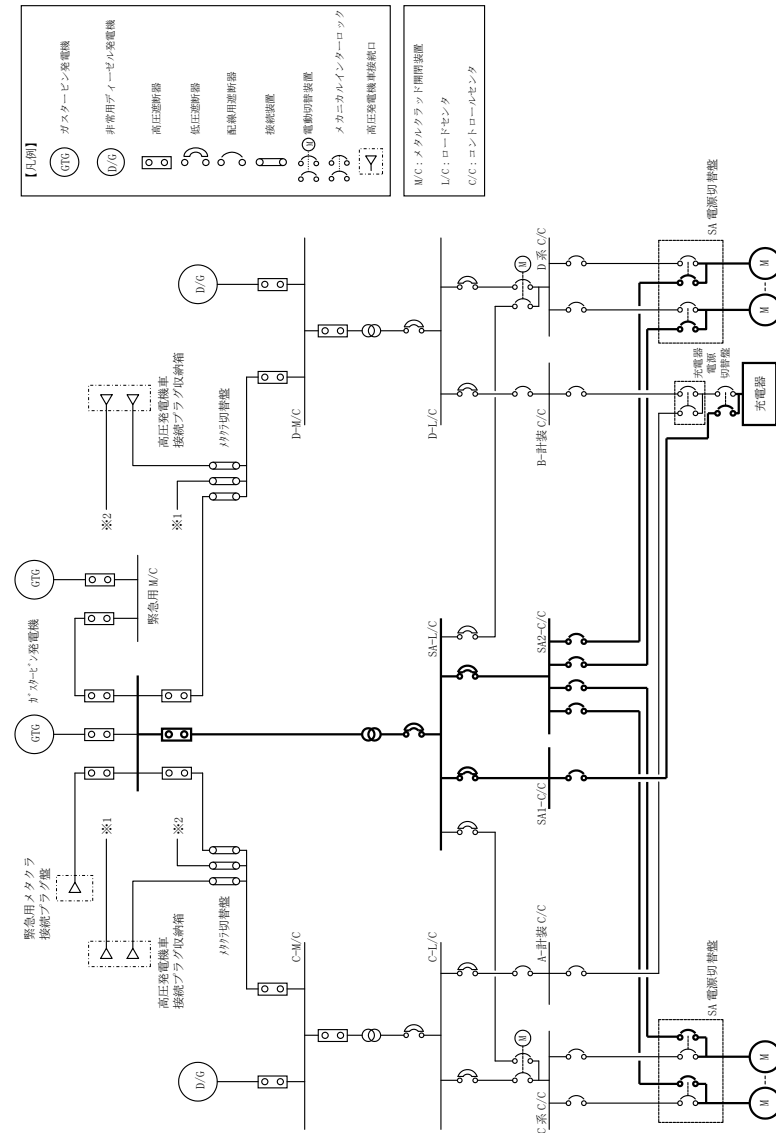 【凡例】
GTG
ガスタービン発電機
D/G
非常用ディーゼル発電機
高圧遮断器
低圧遮断器
配線用遮断器
接続装置
M
電動切替装置
メカニカルインターロック
高圧発電機車接続口
M/C：メタルクラッド開閉装置
L/C：ロードセンタ
C/C：コントロールセンタ
緊急用メタクラ
接続プラグ盤
GTG
ガスタービン発電機
GTG
緊急用 M/C
高圧発電機車
接続プラグ収納箱
※1
※2
メタクラ切替盤
※2
※1
高圧発電機車
接続プラグ収納箱
メタクラ切替盤
D/G
C-M/C
D/G
D-M/C
C-L/C
SA-L/C
D-L/C
M
C 系 C/C
A-計装 C/C
SA1-C/C
SA2-C/C
B-計装 C/C
M
D 系 C/C
SA 電源切替盤
M
M
充電器
電源
切替盤
充電器
SA 電源切替盤
M
M